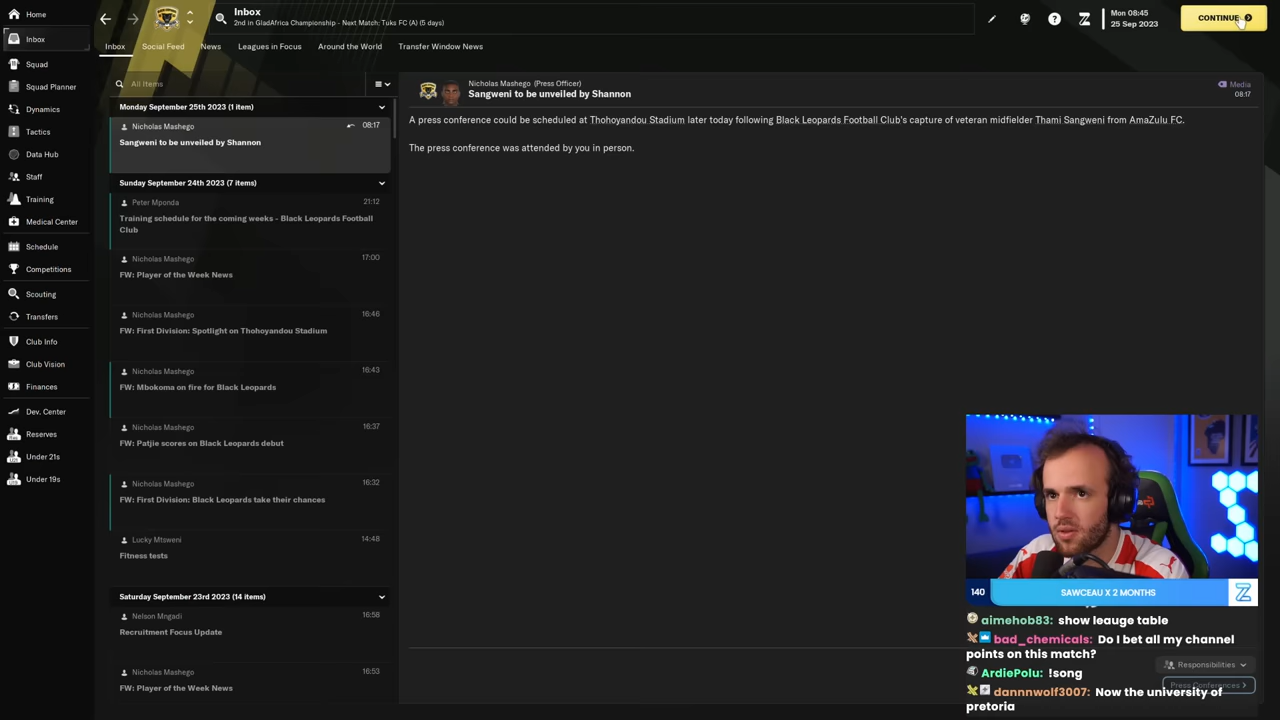 Home
Inbox
Squad
Squad Planner
Dynamics
Tactics
Data Hub
Staff
Training
Medical Center
Schedule
Competitions
Scouting
Transfers
Club Info
Club Vision
Finances
Dev. Center
Reserves
Under 21s
Under 19s
Inbox
2nd in GladAfrica Championship - Next Match: Tuks FC (A) (5 days)
Mon 08:45
25 Sep 2023
CONTINUE
Inbox Social Feed News Leagues in Focus Around the World Transfer Window News
All Items
Monday September 25th 2023 (1 item)
Nicholas Mashego 08:17
Sangweni to be unveiled by Shannon
Sunday September 24th 2023 (7 items)
Peter Mponda 21:12
Training schedule for the coming weeks - Black Leopards Football
Club
Nicholas Mashego 17:00
FW: Player of the Week News
Nicholas Mashego 16:46
FW: First Division: Spotlight on Thohoyandou Stadium
Nicholas Mashego 16:43
FW: Mbokoma on fire for Black Leopards
Nicholas Mashego 16:37
FW: Patjie scores on Black Leopards debut
Nicholas Mashego 16:32
FW: First Division: Black Leopards take their chances
Lucky Mtoweni 14:48
Fitness tests
Saturday September 23rd 2023 (14 items)
Nelson Mngadi 16:58
Recruitment Focus Update
Nicholas Mashego 16:53
FW: Player of the Week News
Nicholas Mashego (Press Officer)
Sangweni to be unveiled by Shannon
Media
08:17
A press conference could be scheduled at Thohoyandou Stadium later today following Black Leopards Football Club's capture of veteran midfielder Thami Sangweni from AmaZulu FC.
The press conference was attended by you in person.
140 SAWCEAU X 2 MONTHS
aimehob83: show leauge table
bad_chemicals: Do I bet all my channel
points on this match?
ArdiePolu: !song
dannnwolf3007: Now the university of
pretoria
Responsibilities
Press Conferences